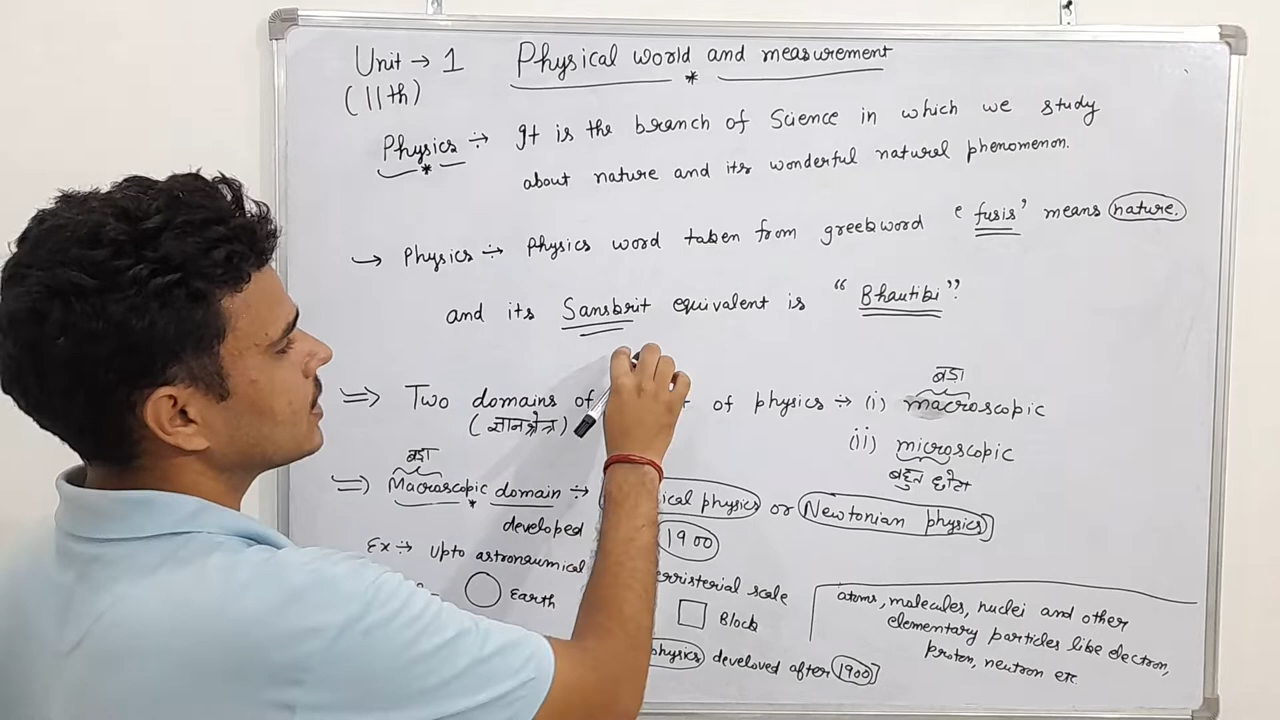 Unit → 1 Physical world and measurement
(11th)
Physics ÷ It is the branch of Science in which we study
about nature and its wonderful natural phenomenon.
→ Physics ÷ Physics word taken from greekword ‘fusis’ means nature.
and its Sanskrit equivalent is “Bhautiki”.
बड़ा
⇒ Two domains of of physics ÷ (i) macroscopic
(ज्ञानक्षेत्र) (ii) microscopic
बहुत छोटा
बड़ा
⇒ Macroscopic domain ÷ ical physics or Newtonian physics]
developed 1900
Ex ÷ upto astronaumical erristerial scale
Earth Block
atoms, molecules, nuclei and other
elementary particles like electron,
proton, neutron etc.
physics develoved after 1900]